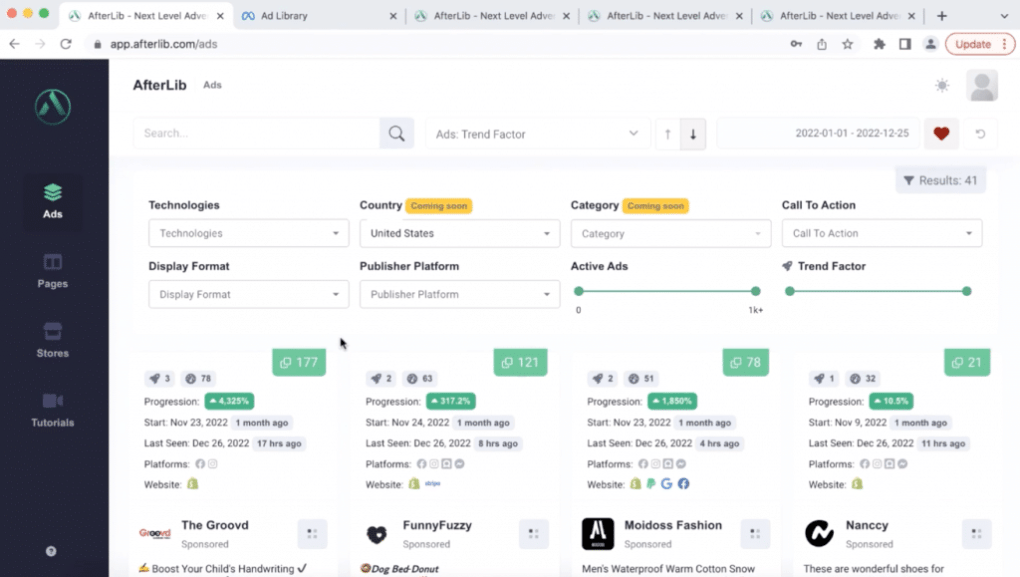 AfterLib - Next Level Adve
Ad Library
AfterLib - Next Level Adve
AfterLib - Next Level Adve
AfterLib - Next Level Adve
app.afterlib.com/ads
Update
AfterLib
Ads
Search...
Ads: Trend Factor
2022-01-01 - 2022-12-25
Results: 41
Ads
Pages
Stores
Tutorials
Technologies
Country Coming soon
Category Coming soon
Call To Action
Technologies
United States
Category
Call To Action
Display Format
Publisher Platform
Active Ads
Trend Factor
Display Format
Publisher Platform
0
1k+
177
3
78
Progression: 4,325%
Start: Nov 23, 2022 1 month ago
Last Seen: Dec 26, 2022 17 hrs ago
Platforms:
Website:
Groovd
The Groovd
Sponsored
Boost Your Child's Handwriting ✓
121
2
63
Progression: 317.2%
Start: Nov 24, 2022 1 month ago
Last Seen: Dec 26, 2022 8 hrs ago
Platforms:
Website: stripe
FunnyFuzzy
Sponsored
Dog Bed-Donut
78
2
51
Progression: 1,850%
Start: Nov 23, 2022 1 month ago
Last Seen: Dec 26, 2022 4 hrs ago
Platforms:
Website:
Moidoss Fashion
Sponsored
Men's Waterproof Warm Cotton Snow
21
1
32
Progression: 10.5%
Start: Nov 9, 2022 1 month ago
Last Seen: Dec 26, 2022 11 hrs ago
Platforms:
Website:
Nanccy
Sponsored
These are wonderful shoes for